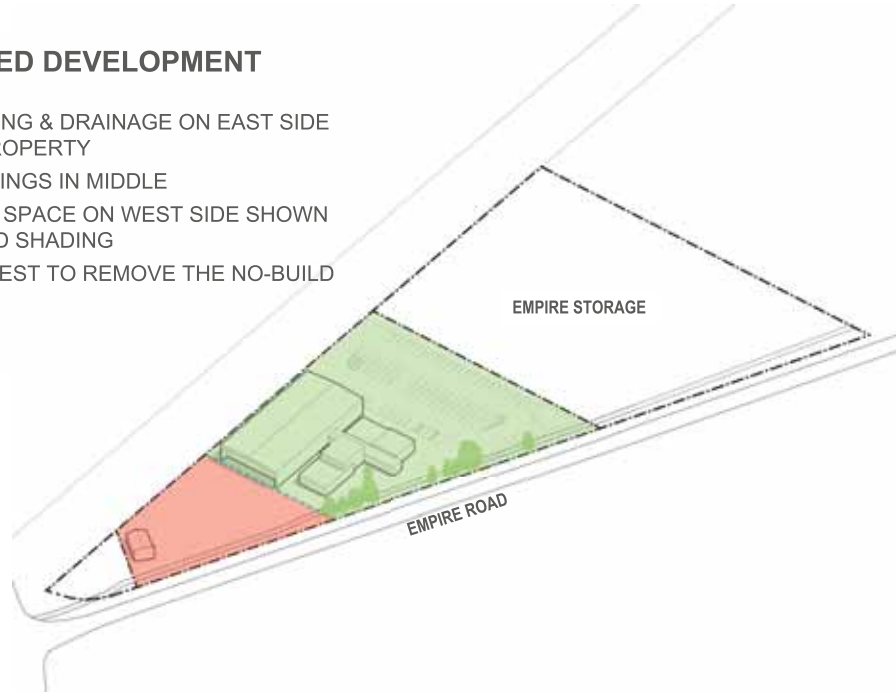 ED DEVELOPMENT
NG & DRAINAGE ON EAST SIDE
ROPERTY
INGS IN MIDDLE
SPACE ON WEST SIDE SHOWN
D SHADING
EST TO REMOVE THE NO-BUILD
EMPIRE STORAGE
EMPIRE ROAD